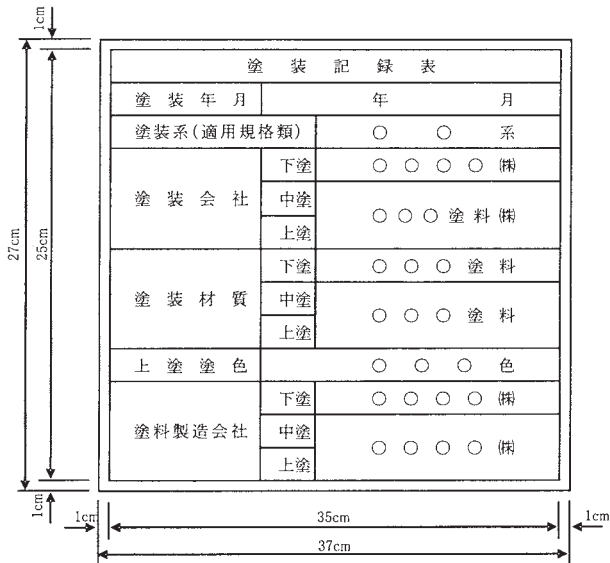 1cm
塗装記録表
塗装年月 年 月
塗装系(適用規格類) ○ ○ 系
塗装会社 下塗 ○ ○ ○ ○ ㈱
中塗 ○ ○ ○ 塗料 ㈱
上塗
塗装材質 下塗 ○ ○ ○ 塗料
中塗 ○ ○ ○ 塗料
上塗
上塗塗色 ○ ○ ○ 色
塗料製造会社 下塗 ○ ○ ○ ○ ㈱
中塗 ○ ○ ○ ○ ㈱
上塗
27cm
25cm
1cm
1cm 35cm 1cm
37cm